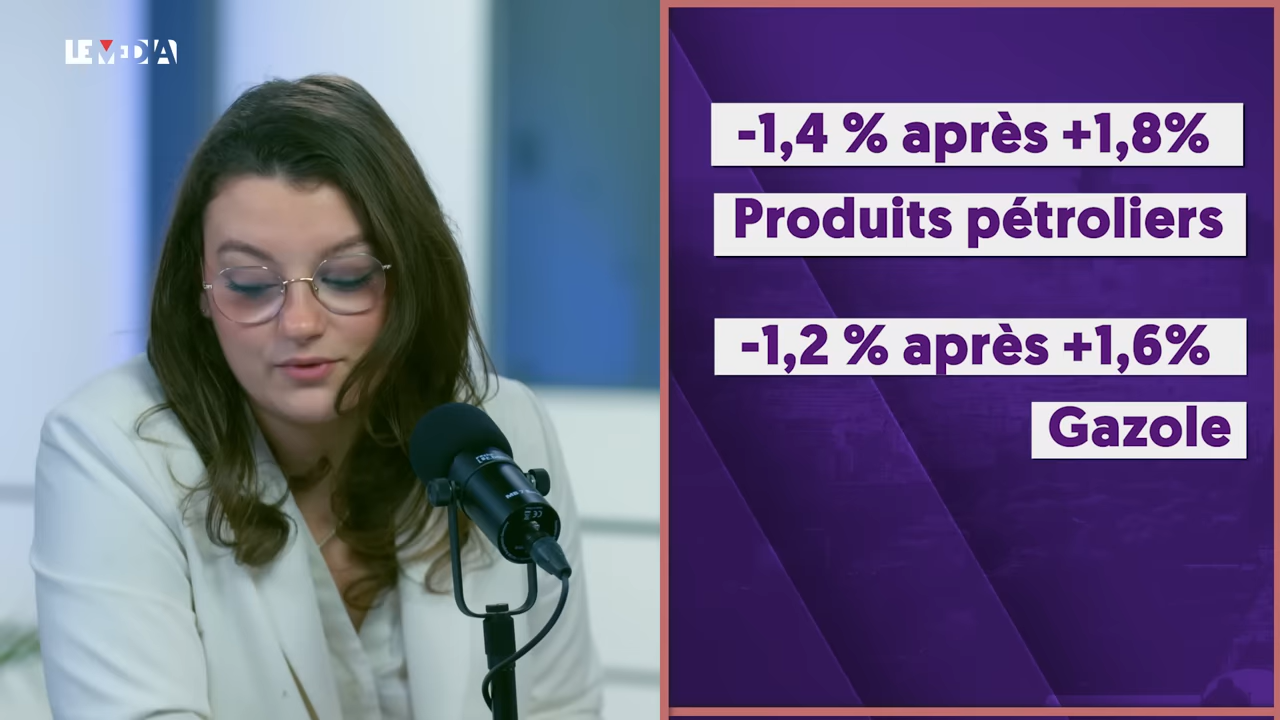 LE MEDIA
-1,4 % après +1,8%
Produits pétroliers
-1,2 % après +1,6%
Gazole